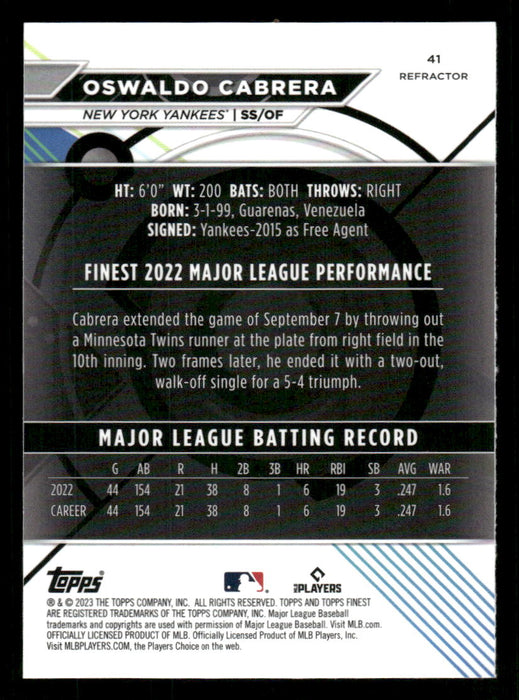 41
REFRACTOR
OSWALDO CABRERA
NEW YORK YANKEES® | SS/OF
HT: 6'0" WT: 200 BATS: BOTH THROWS: RIGHT
BORN: 3-1-99, Guarenas, Venezuela
SIGNED: Yankees-2015 as Free Agent
FINEST 2022 MAJOR LEAGUE PERFORMANCE
Cabrera extended the game of September 7 by throwing out
a Minnesota Twins runner at the plate from right field in the
10th inning. Two frames later, he ended it with a two-out,
walk-off single for a 5-4 triumph.
MAJOR LEAGUE BATTING RECORD
G AB R H 2B 3B HR RBI SB AVG WAR
2022 44 154 21 38 8 1 6 19 3 .247 1.6
CAREER 44 154 21 38 8 1 6 19 3 .247 1.6
Topps
MLB PLAYERS
® & © 2023 THE TOPPS COMPANY, INC. ALL RIGHTS RESERVED. TOPPS AND TOPPS FINEST
ARE REGISTERED TRADEMARKS OF THE TOPPS COMPANY, INC. Major League Baseball
trademarks and copyrights are used with permission of Major League Baseball. Visit MLB.com.
OFFICIALLY LICENSED PRODUCT OF MLB. Officially Licensed Product of MLB Players, Inc.
Visit MLBPLAYERS.com, the Players Choice on the web.